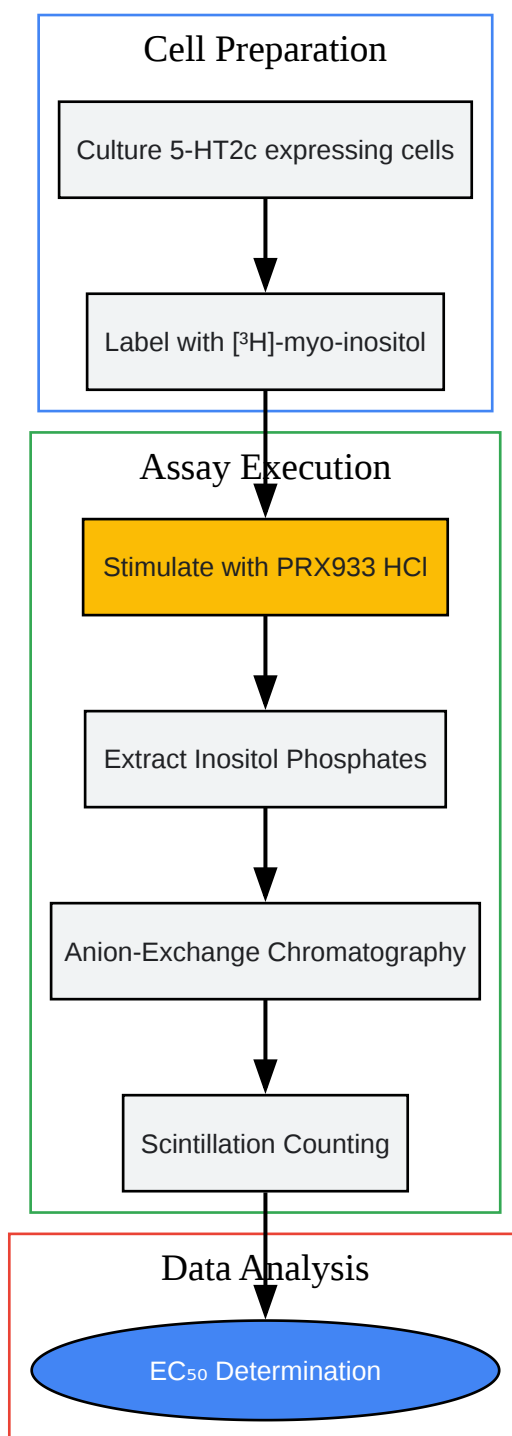 Cell Preparation
Culture 5-HT2c expressing cells
Label with [³H]-myo-inositol
Assay Execution
Stimulate with PRX933 HCl
Extract Inositol Phosphates
Anion-Exchange Chromatography
Scintillation Counting
Data Analysis
EC₅₀ Determination